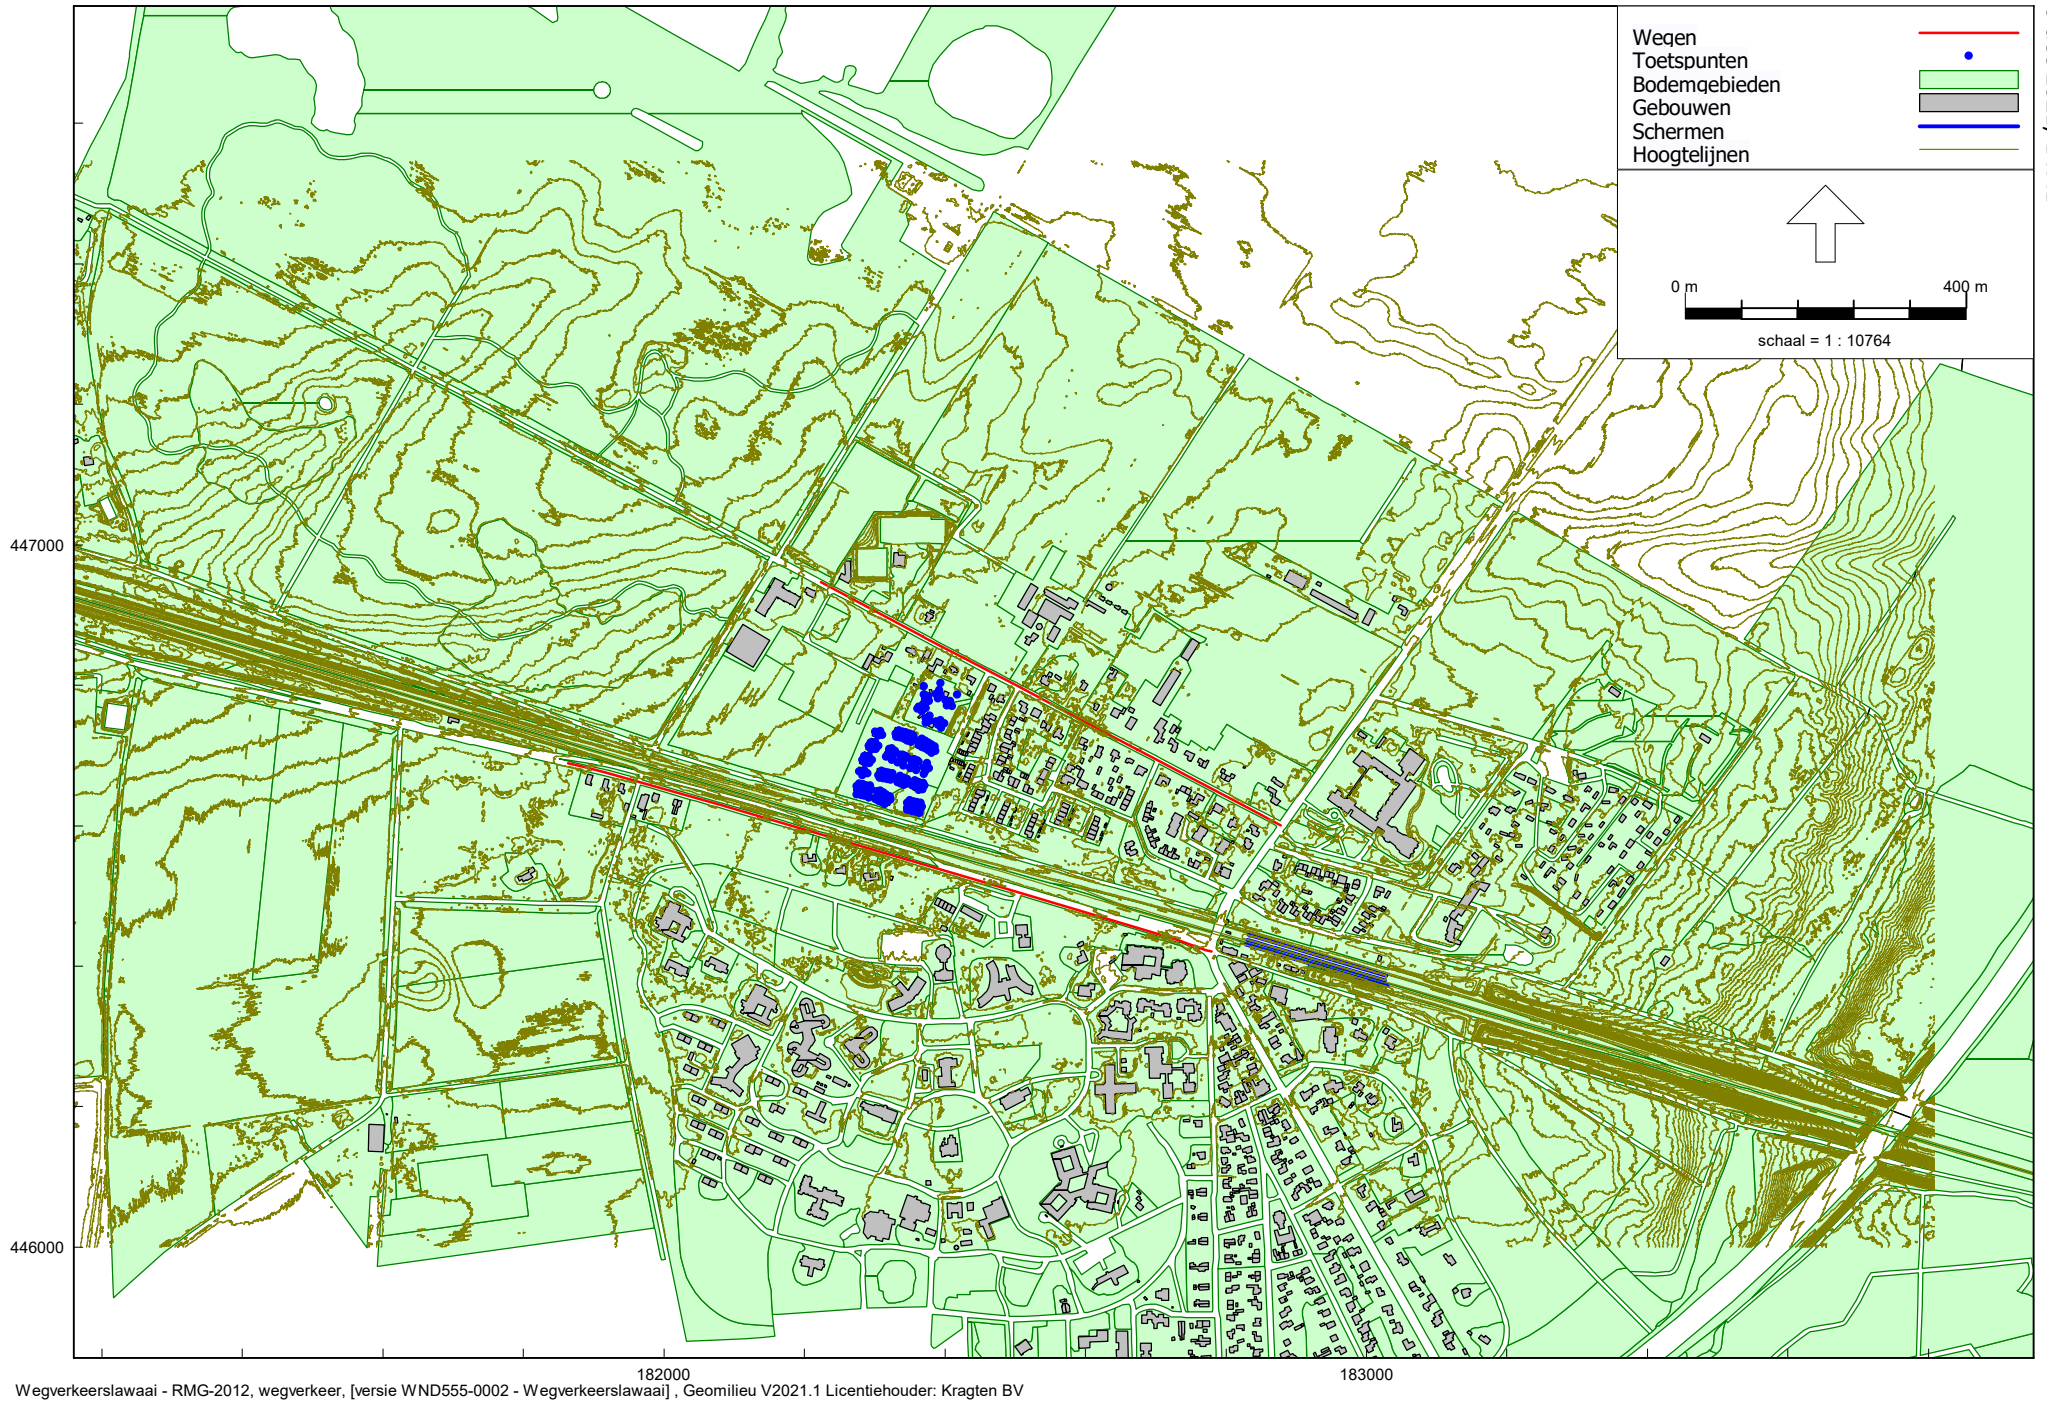 Wegen
Toetspunten
Bodemgebieden
Gebouwen
Schermen
Hoogtelijnen
0 m 400 m
schaal = 1 : 10764
447000
446000
182000 183000
Wegverkeerslawaai - RMG-2012, wegverkeer, [versie WND555-0002 - Wegverkeerslawaai] , Geomilieu V2021.1 Licentiehouder: Kragten BV